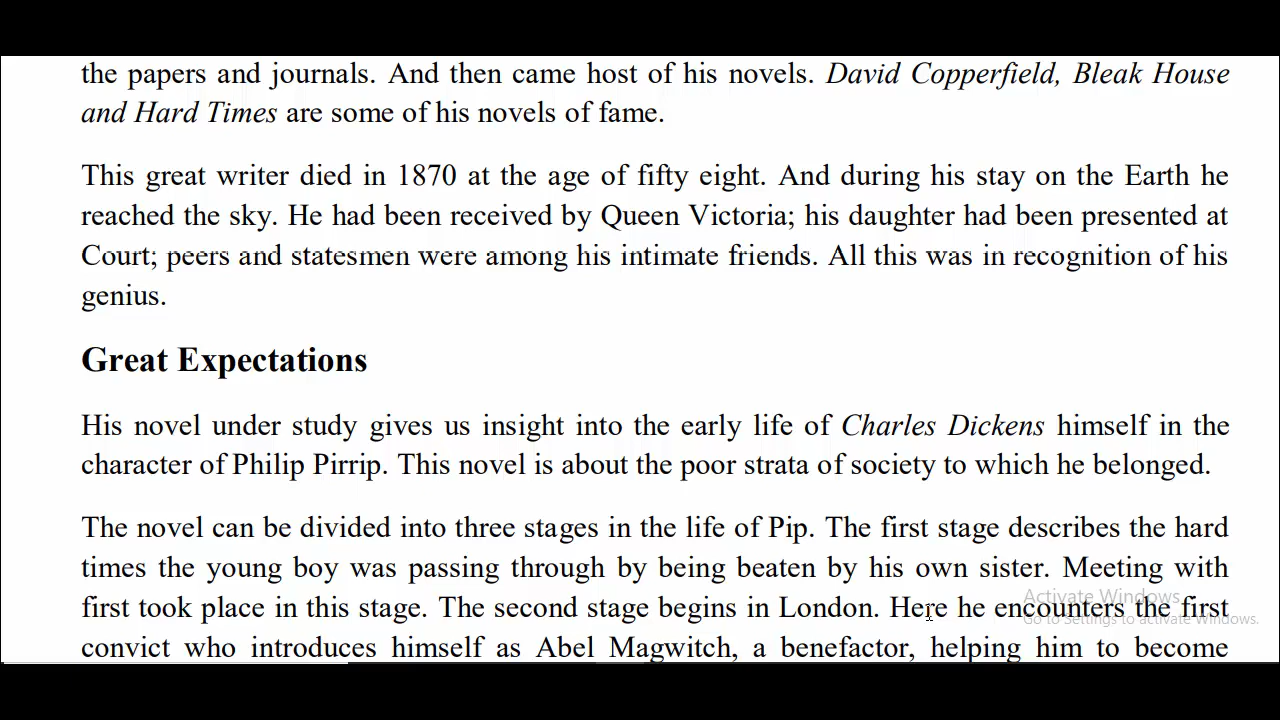 the papers and journals. And then came host of his novels. David Copperfield, Bleak House
and Hard Times are some of his novels of fame.
This great writer died in 1870 at the age of fifty eight. And during his stay on the Earth he
reached the sky. He had been received by Queen Victoria; his daughter had been presented at
Court; peers and statesmen were among his intimate friends. All this was in recognition of his
genius.
Great Expectations
His novel under study gives us insight into the early life of Charles Dickens himself in the
character of Philip Pirrip. This novel is about the poor strata of society to which he belonged.
The novel can be divided into three stages in the life of Pip. The first stage describes the hard
times the young boy was passing through by being beaten by his own sister. Meeting with
first took place in this stage. The second stage begins in London. Here he encounters the first
convict who introduces himself as Abel Magwitch, a benefactor, helping him to become
Activate Windows
Go to Settings to activate Windows.